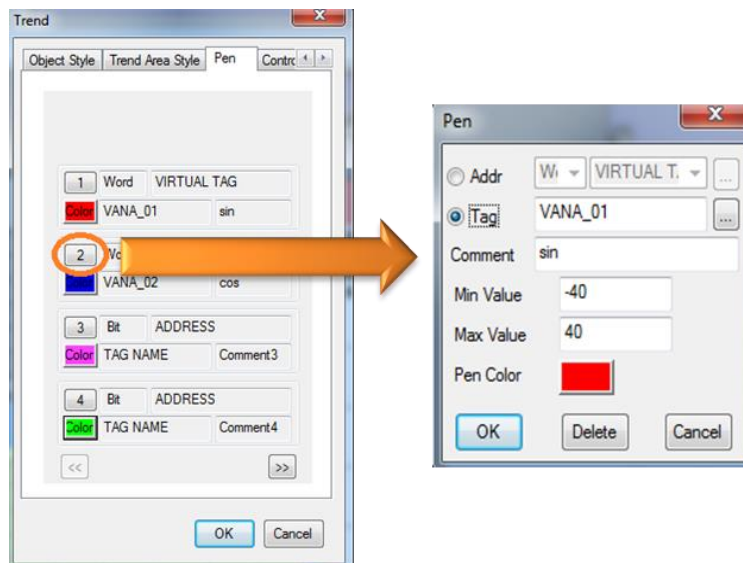 Trend
Object Style Trend Area Style Pen Contrc
1 Word VIRTUAL TAG
Color VANA_01 sin
2
VANA_02 cos
3 Bit ADDRESS
Color TAG NAME Comment3
4 Bit ADDRESS
Color TAG NAME Comment4
<< >>
OK Cancel
Pen
Addr VIRTUAL T. ...
Tag VANA_01 ...
Comment sin
Min Value -40
Max Value 40
Pen Color
OK Delete Cancel